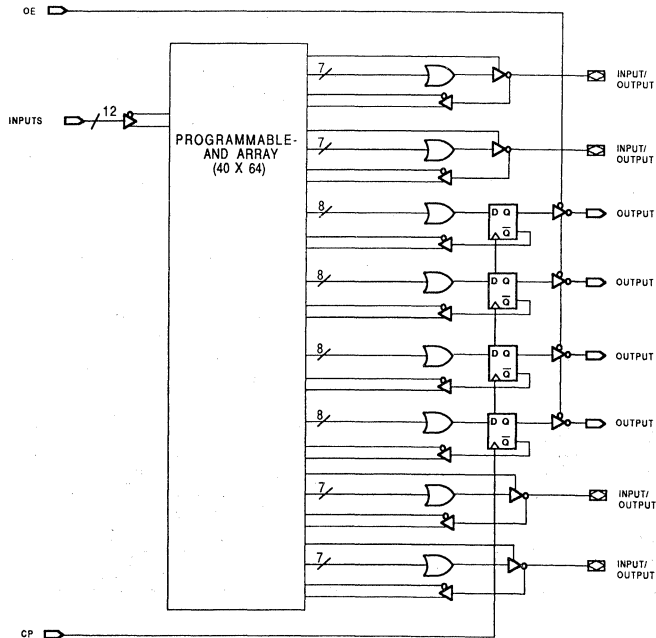 OE
INPUTS
12
PROGRAMMABLE-
AND ARRAY
(40 X 64)
7
INPUT/
OUTPUT
7
INPUT/
OUTPUT
8
D Q
Q
OUTPUT
8
D Q
Q
OUTPUT
8
D Q
Q
OUTPUT
8
D Q
Q
OUTPUT
7
INPUT/
OUTPUT
7
INPUT/
OUTPUT
CP